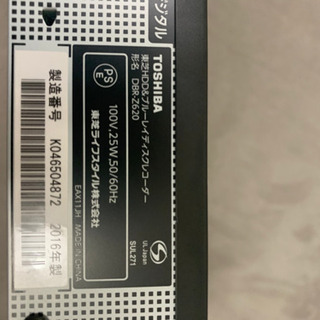 デジタル
TOSHIBA
東芝HDD&ブルーレイディスクレコーダー
形名 DBR-Z620
PS
E
100V,25W,50/60Hz
東芝ライフスタイル株式会社
EAX11JH MADE IN CHINA
UL Japan
SUL271
製造番号 K046504872 2016年製